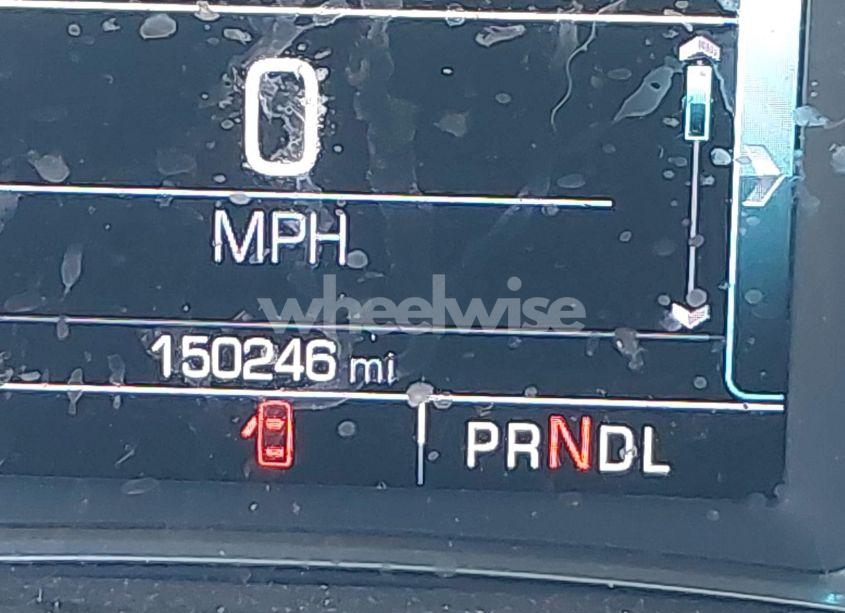 0
MPH
wheelwise
150246 mi
PRNDL